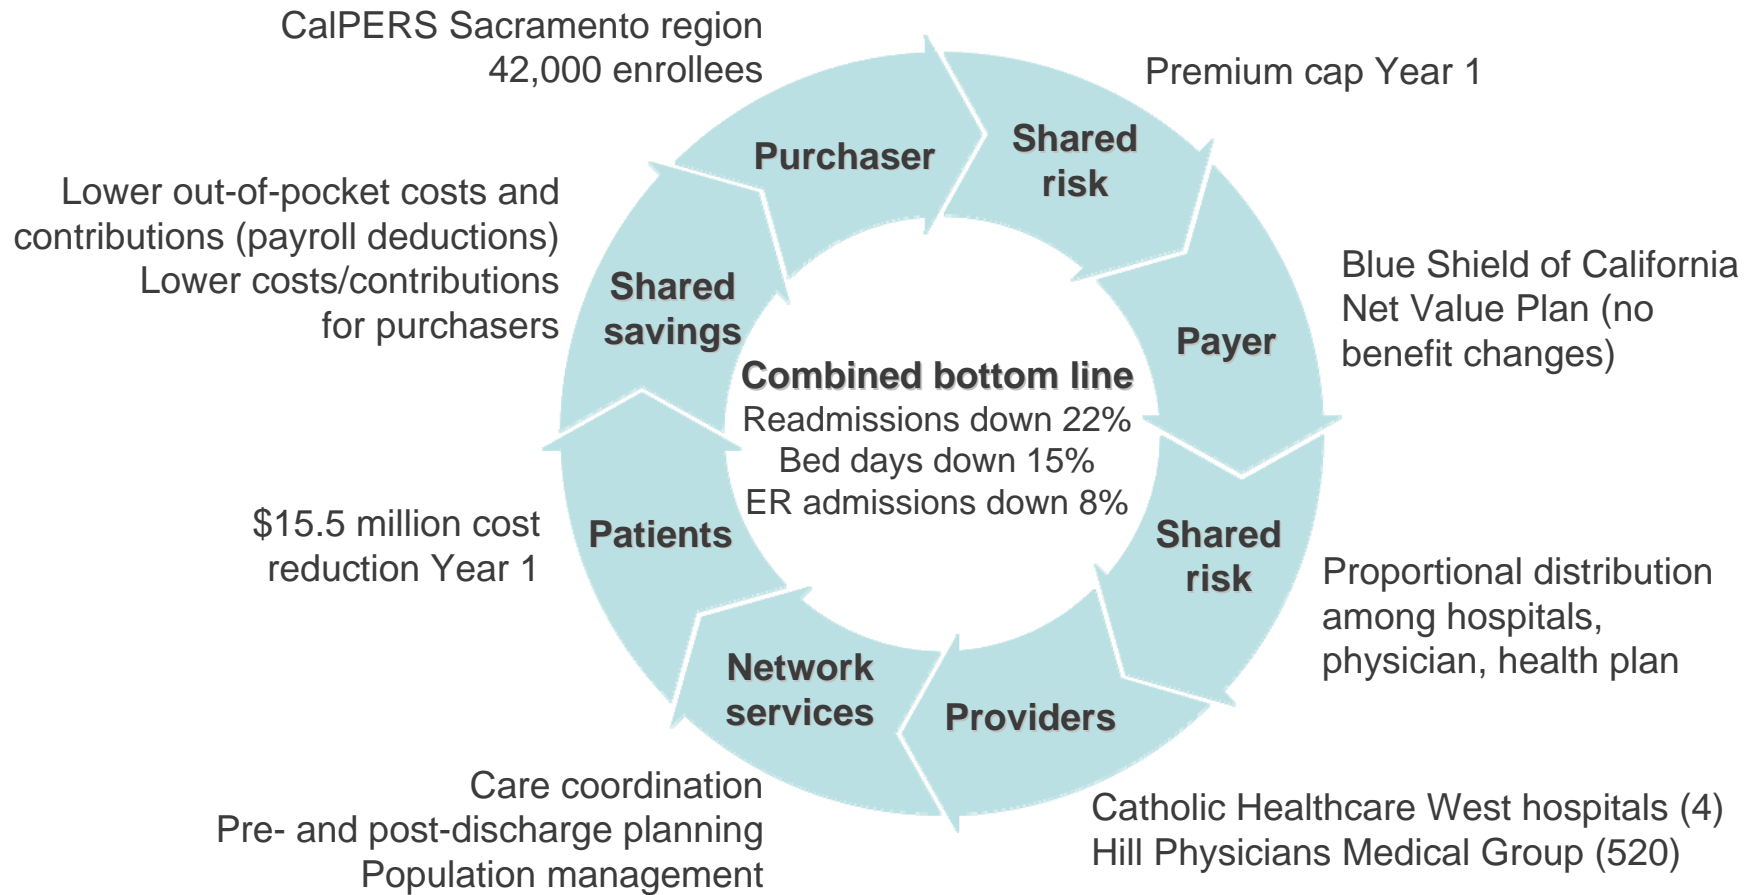 CalPERS Sacramento region
42,000 enrollees
Purchaser
Premium cap Year 1
Shared
risk
Blue Shield of California
Net Value Plan (no
benefit changes)
Payer
Proportional distribution
among hospitals,
physician, health plan
Shared
risk
Catholic Healthcare West hospitals (4)
Hill Physicians Medical Group (520)
Providers
Care coordination
Pre- and post-discharge planning
Population management
Network
services
$15.5 million cost
reduction Year 1
Patients
Lower out-of-pocket costs and
contributions (payroll deductions)
Lower costs/contributions
for purchasers
Shared
savings
Combined bottom line
Readmissions down 22%
Bed days down 15%
ER admissions down 8%